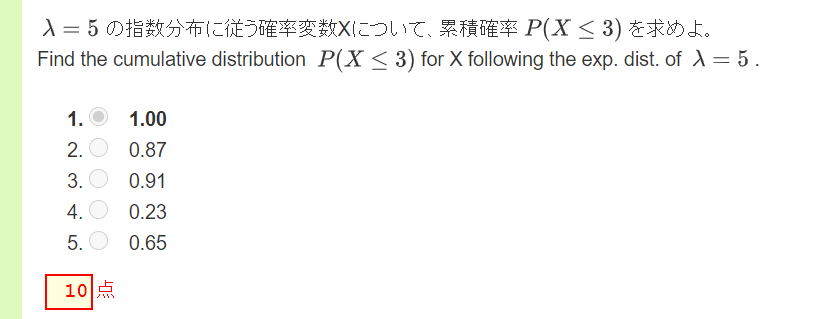 λ = 5 の指数分布に従う確率変数Xについて、累積確率 P(X ≤ 3) を求めよ。
Find the cumulative distribution P(X ≤ 3) for X following the exp. dist. of λ = 5 .
1. 1.00
2. 0.87
3. 0.91
4. 0.23
5. 0.65
10 点